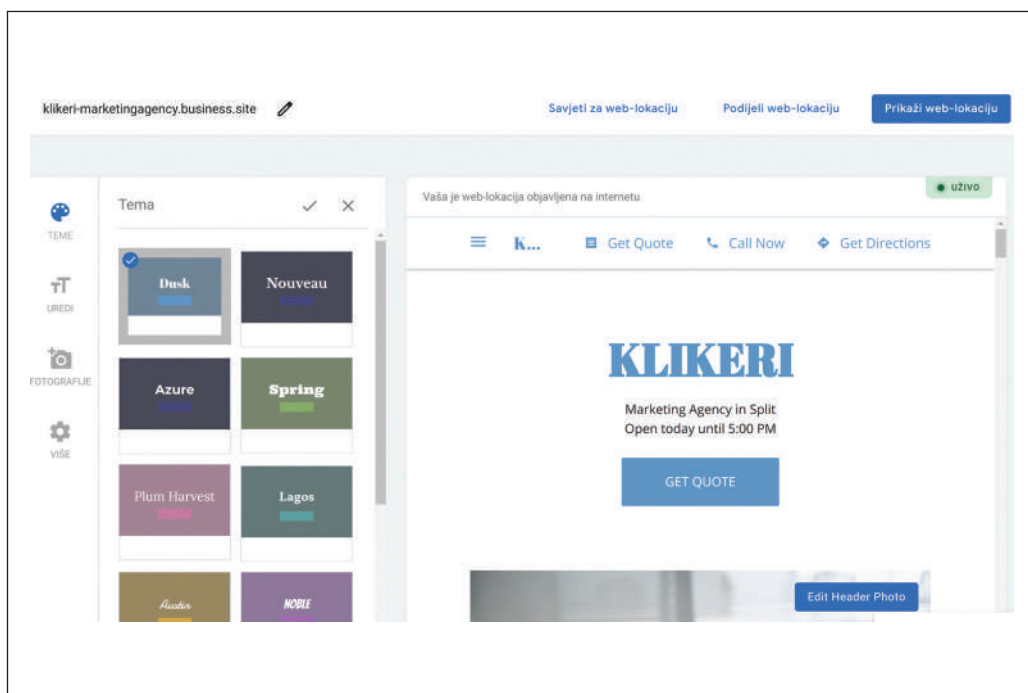 klikeri-marketingagency.business.site
Savjeti za web-lokaciju
Podijeli web-lokaciju
Prikaži web-lokaciju
TEME
UREDI
FOTOGRAFIJE
VIŠE
Tema
Dusk
Nouveau
Azure
Spring
Plum Harvest
Lagos
Austin
NOBLE
Vaša je web-lokacija objavljena na internetu
UŽIVO
K...
Get Quote
Call Now
Get Directions
KLIKERI
Marketing Agency in Split
Open today until 5:00 PM
GET QUOTE
Edit Header Photo